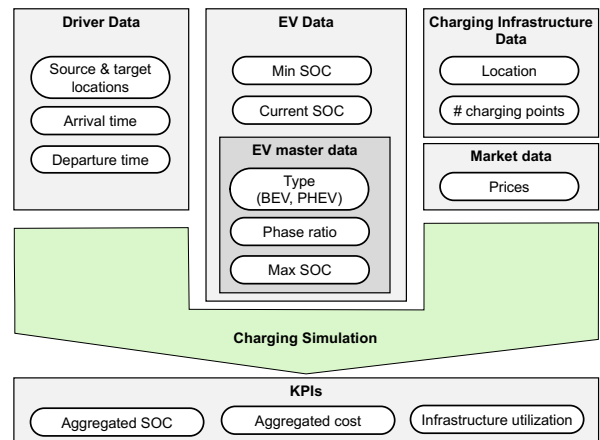 Driver Data
Source & target
locations
Arrival time
Departure time
EV Data
Min SOC
Current SOC
EV master data
Type
(BEV, PHEV)
Phase ratio
Max SOC
Charging Infrastructure
Data
Location
# charging points
Market data
Prices
Charging Simulation
KPIs
Aggregated SOC
Aggregated cost
Infrastructure utilization